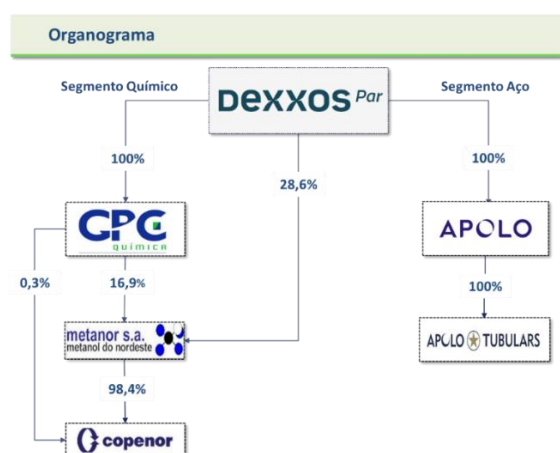 Organograma
Segmento Químico
Dexxos Par
Segmento Aço
100%
28,6%
100%
GPC
QUÍMICA
APOLO
0,3%
16,9%
100%
metanor s.a.
metanol do nordeste
APOLO TUBULARS
98,4%
copenor